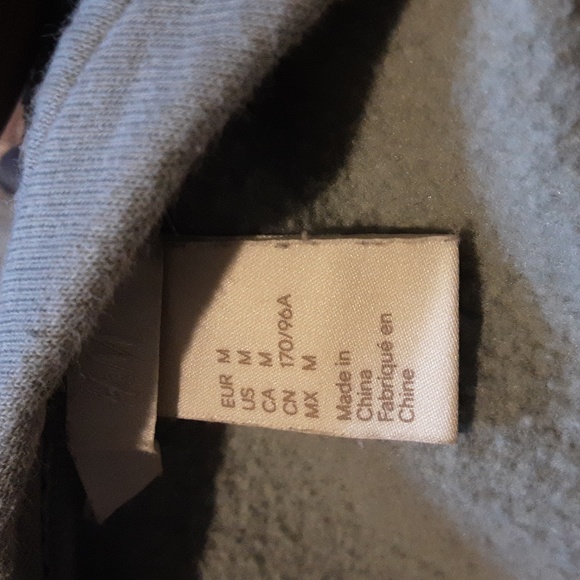 EUR M
US M
CA M
CN 170/96A
MX M
Made in
China
Fabriqué en
Chine